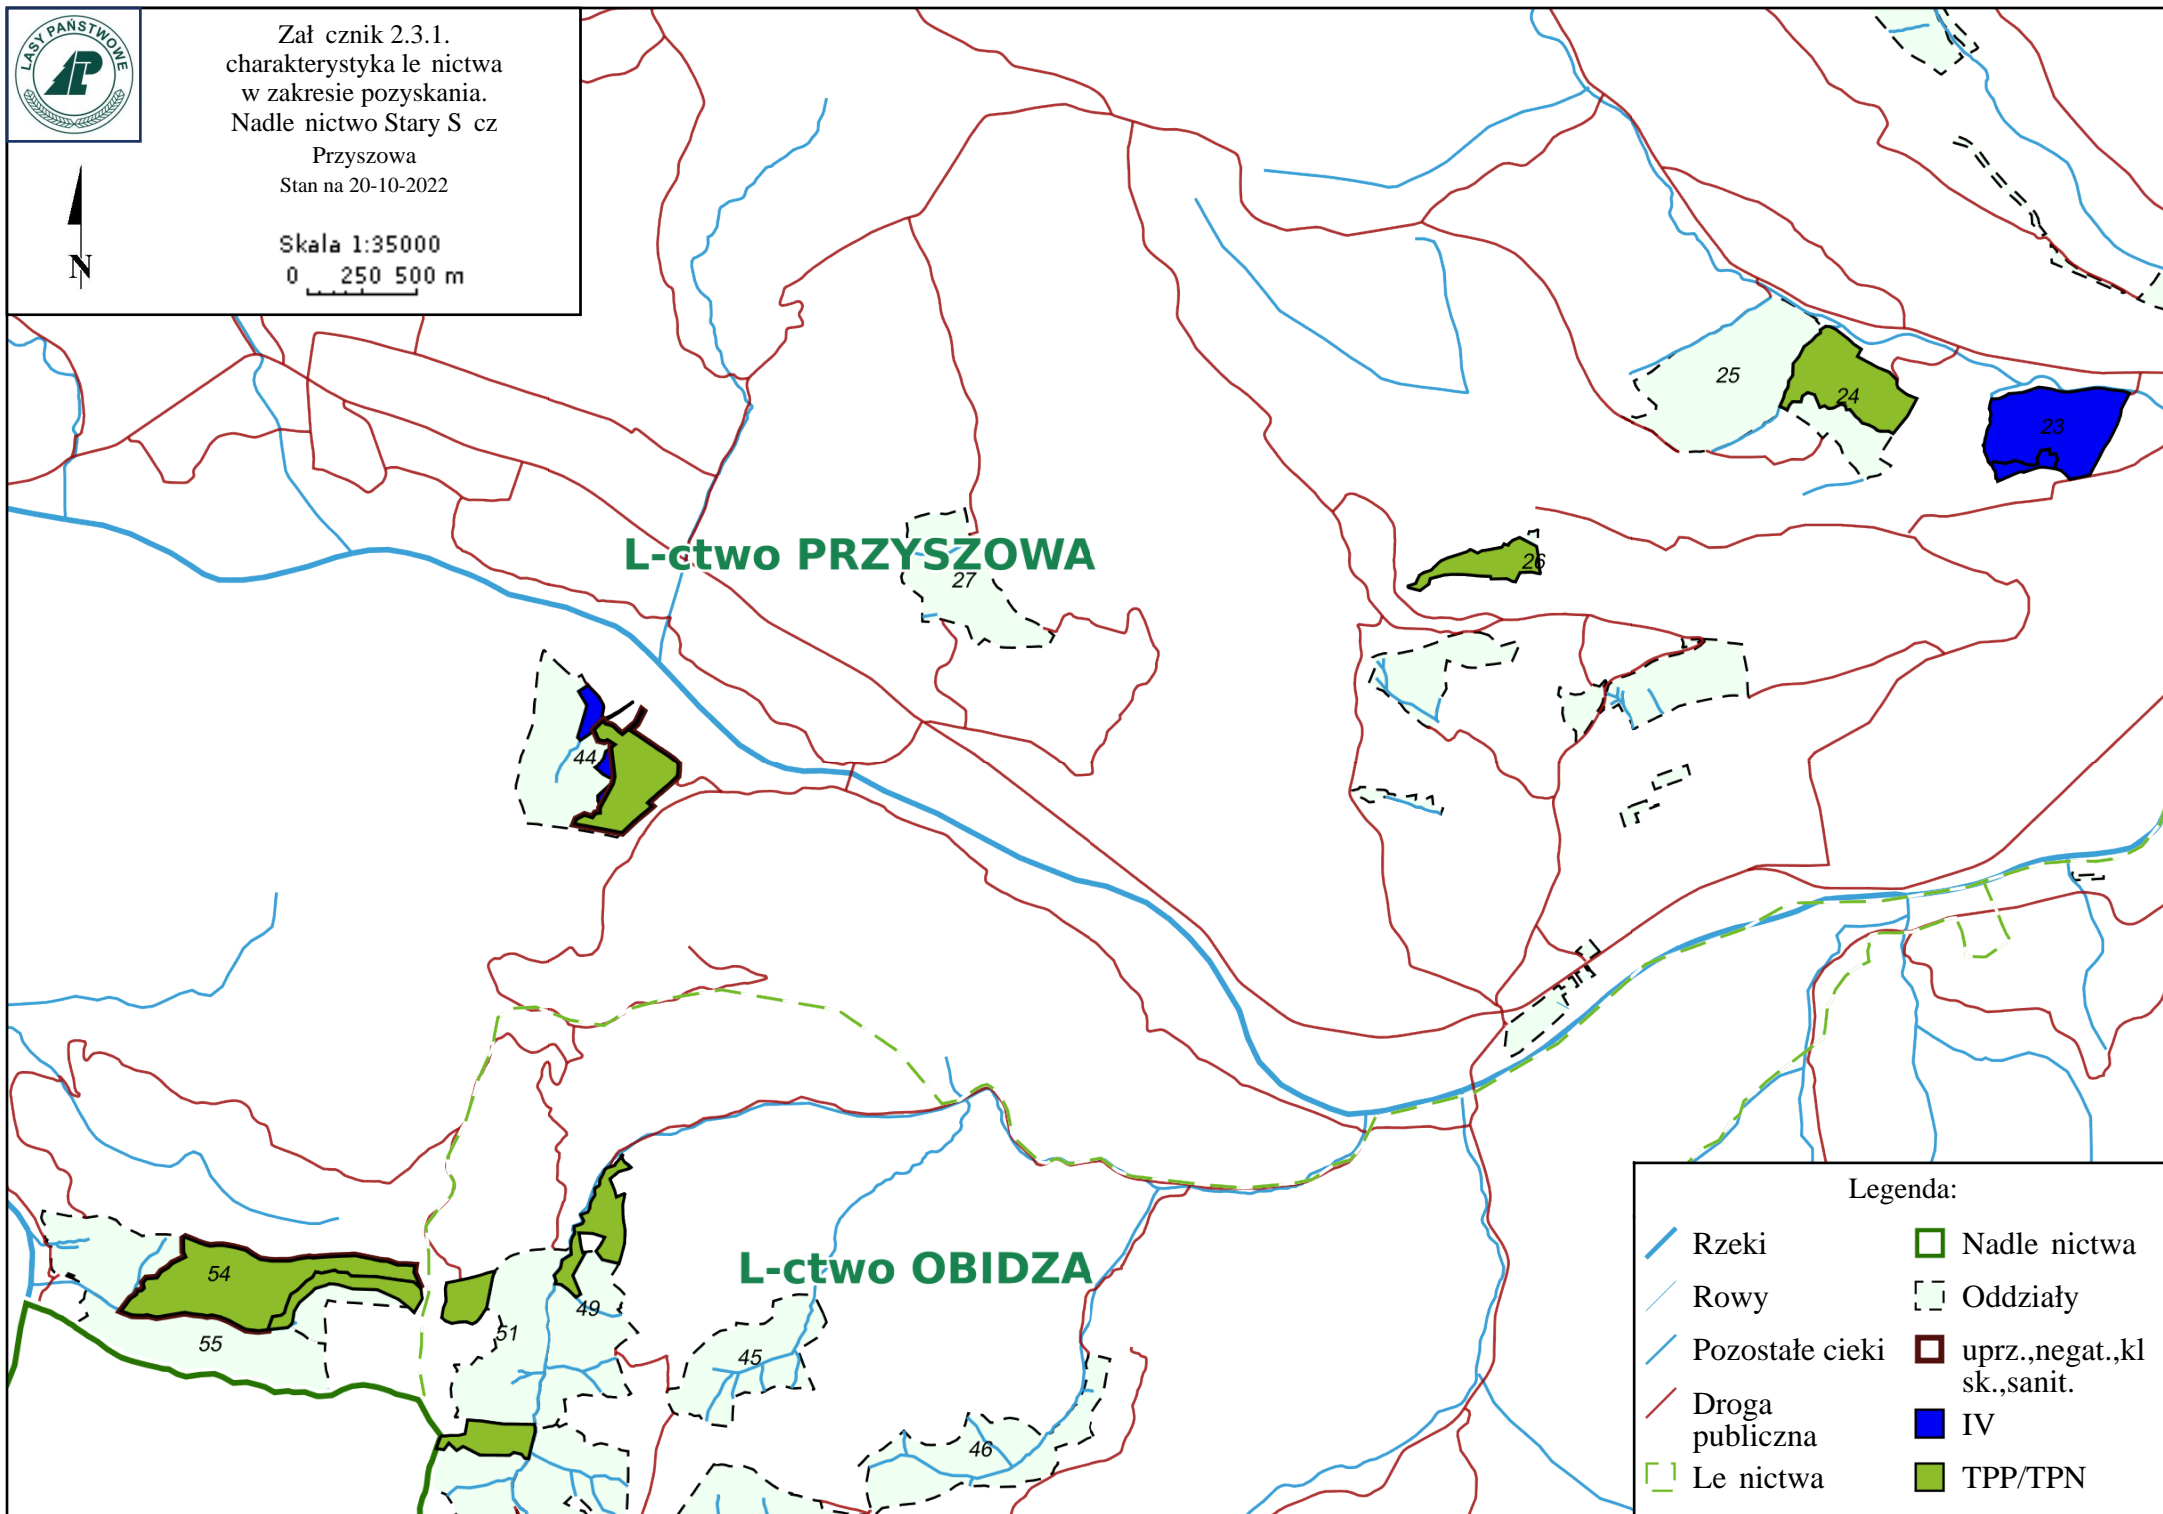 LASY PAŃSTWOWE
LP
Zał cznik 2.3.1.
charakterystyka le nictwa
w zakresie pozyskania.
Nadle nictwo Stary S cz
Przyszowa
Stan na 20-10-2022
Skala 1:35000
0 250 500 m
N
25
24
23
L-ctwo PRZYSZOWA
26
27
44
L-ctwo OBIDZA
54
49
51
55
45
46
Legenda:
Rzeki
Rowy
Pozostałe cieki
Droga
publiczna
Le nictwa
Nadle nictwa
Oddziały
uprz.,negat.,kl
sk.,sanit.
IV
TPP/TPN